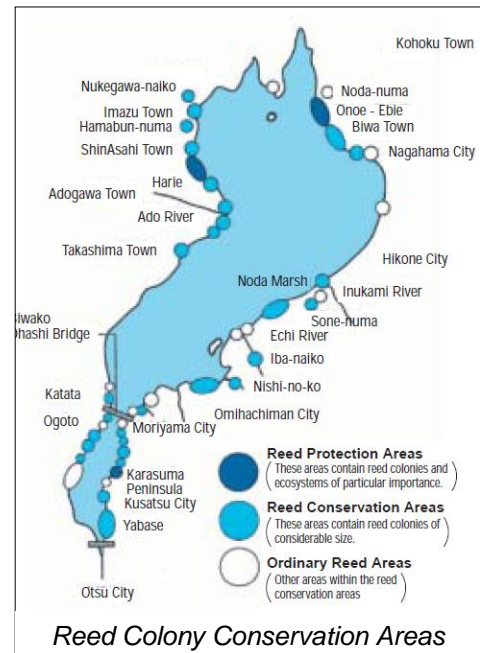 Kohoku Town
Nukegawa-naiko
Noda-numa
Imazu Town
Onoe - Ebie
Hamabun-numa
Biwa Town
ShinAsahi Town
Nagahama City
Harie
Adogawa Town
Ado River
Takashima Town
Hikone City
Noda Marsh
Inukami River
Sone-numa
Echi River
Iba-naiko
Bridge
Nishi-no-ko
Katata
Omihachiman City
Ogoto
Moriyama City
Karasuma
Peninsula
Kusatsu City
Yabase
Otsu City
Reed Protection Areas
(These areas contain reed colonies and
ecosystems of particular importance.)
Reed Conservation Areas
(These areas contain reed colonies of
considerable size.)
Ordinary Reed Areas
(Other areas within the reed
conservation areas)
Reed Colony Conservation Areas